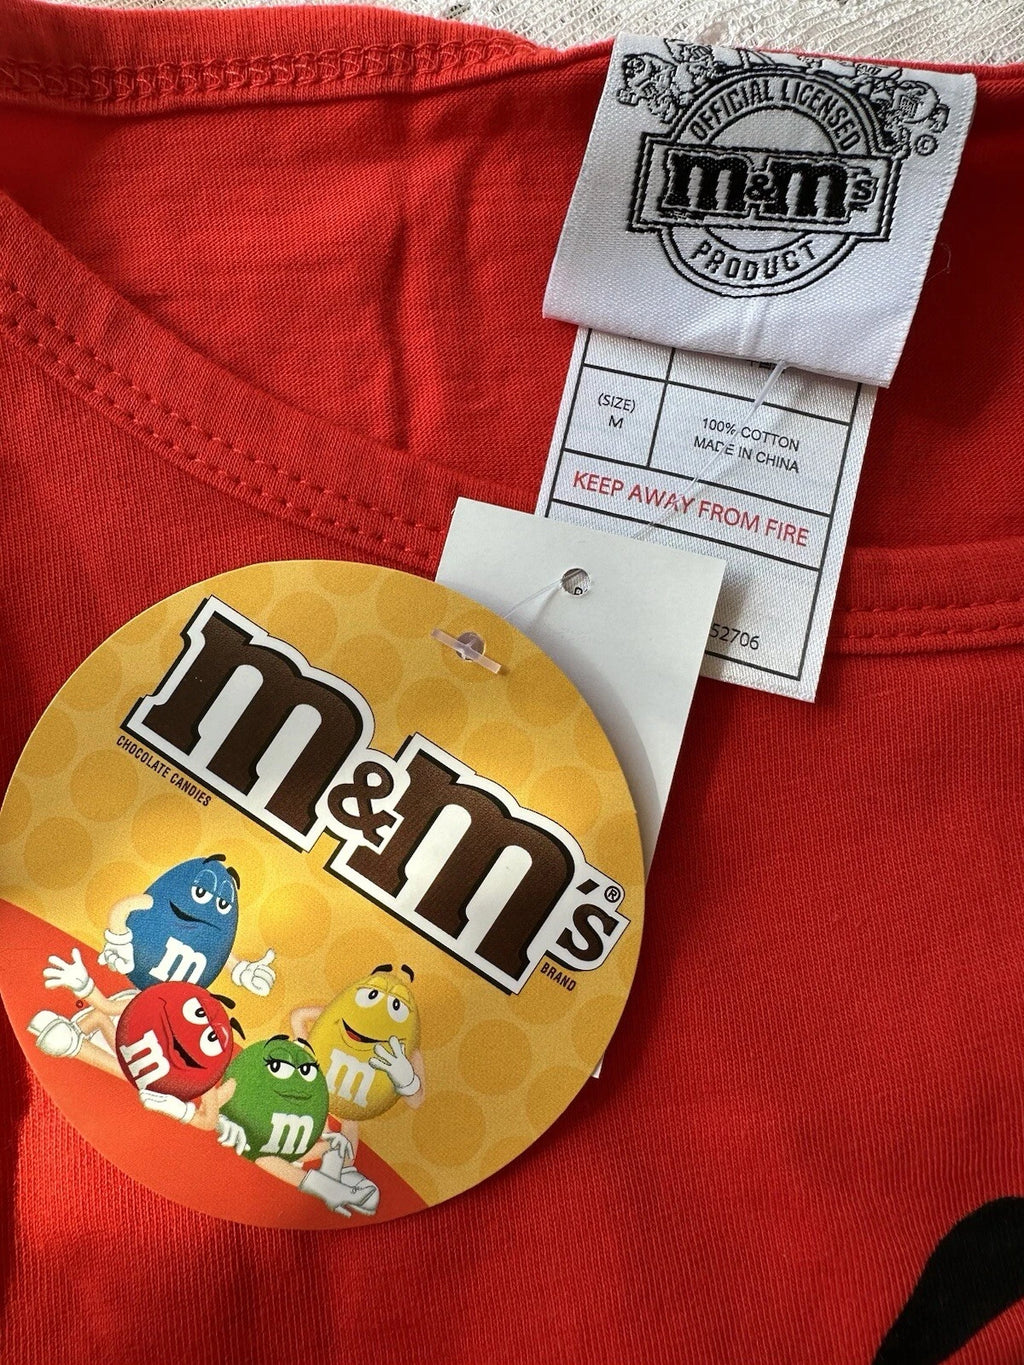 OFFICIAL LICENSED
©
m&m's
PRODUCT
(SIZE)
M
100% COTTON
MADE IN CHINA
KEEP AWAY FROM FIRE
52706
m&m's®
CHOCOLATE CANDIES
BRAND
m
m
m
m